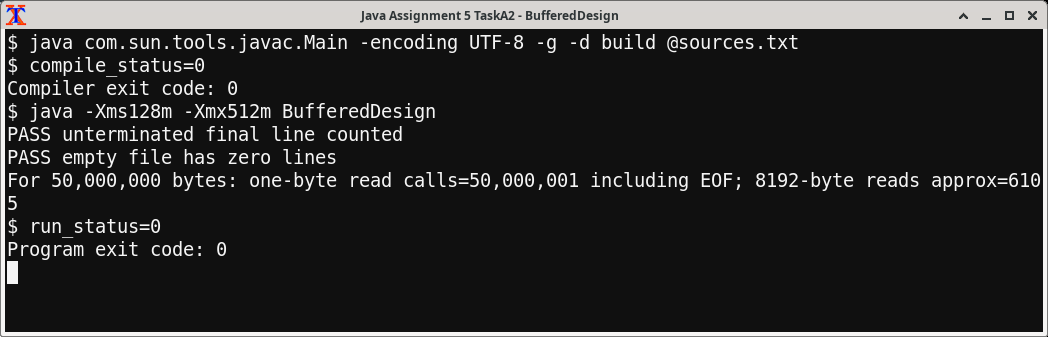 Java Assignment 5 TaskA2 - BufferedDesign
$ java com.sun.tools.javac.Main -encoding UTF-8 -g -d build @sources.txt
$ compile_status=0
Compiler exit code: 0
$ java -Xms128m -Xmx512m BufferedDesign
PASS unterminated final line counted
PASS empty file has zero lines
For 50,000,000 bytes: one-byte read calls=50,000,001 including EOF; 8192-byte reads approx=610
5
$ run_status=0
Program exit code: 0